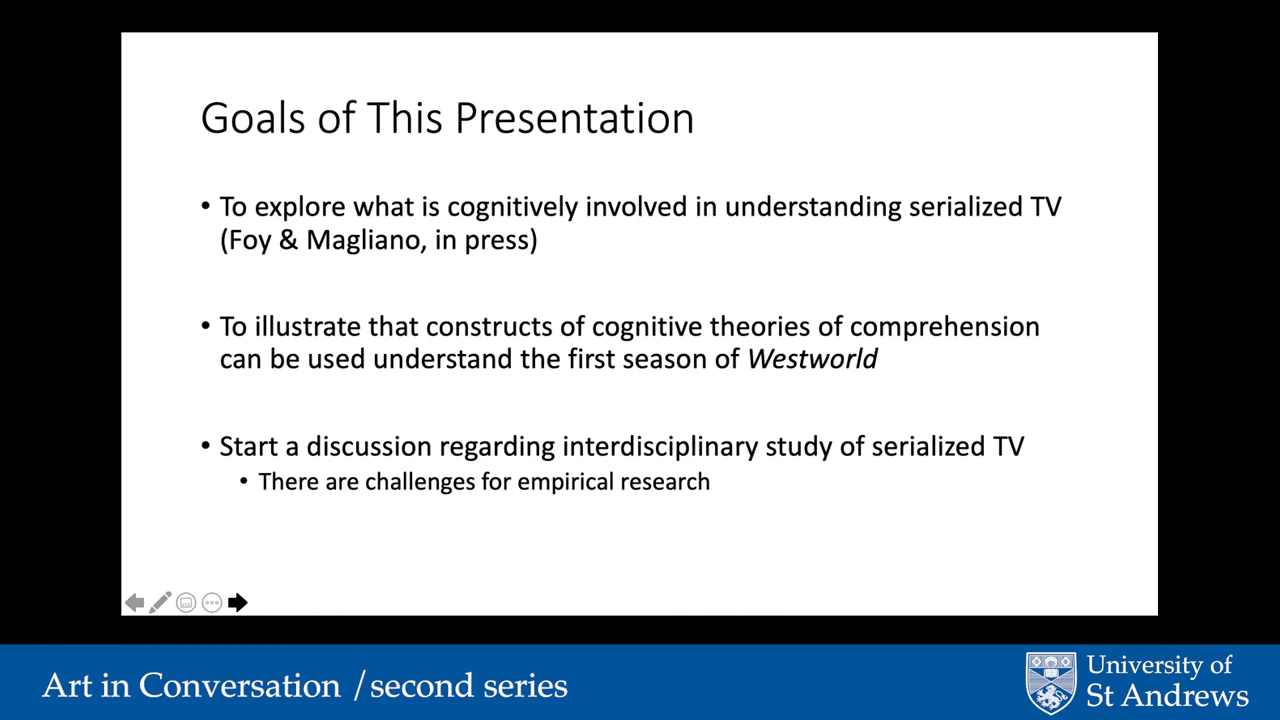 Goals of This Presentation
• To explore what is cognitively involved in understanding serialized TV
(Foy & Magliano, in press)
• To illustrate that constructs of cognitive theories of comprehension
can be used understand the first season of Westworld
• Start a discussion regarding interdisciplinary study of serialized TV
• There are challenges for empirical research
Art in Conversation / second series
University of
St Andrews